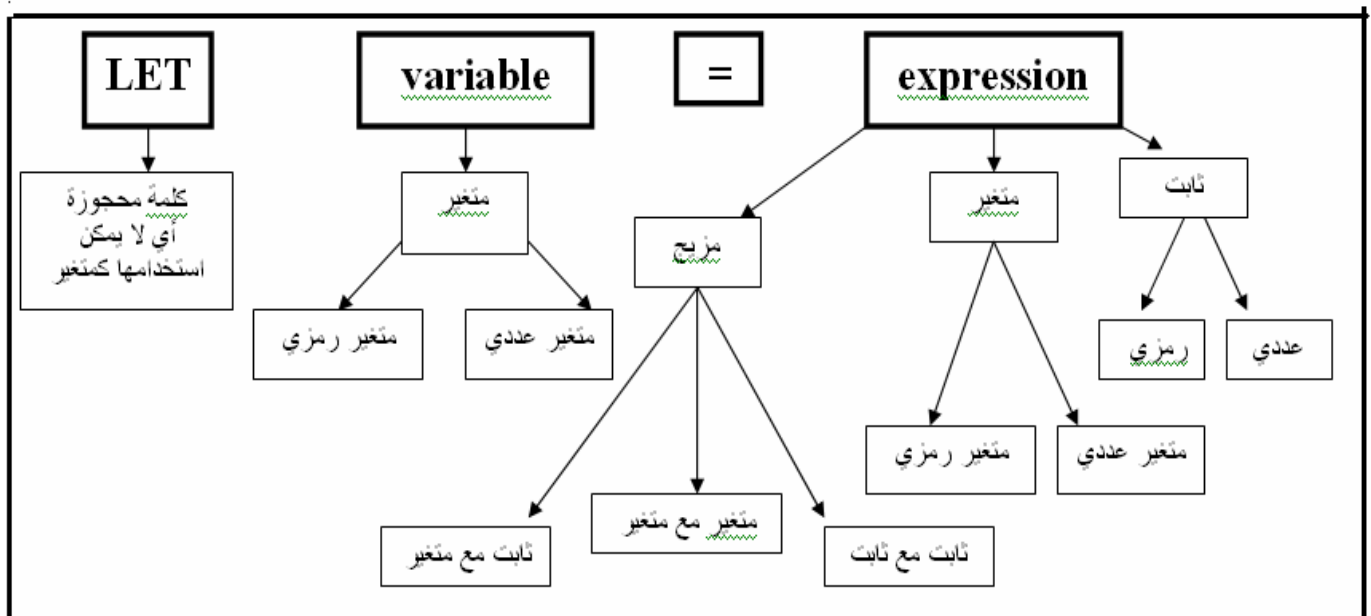 LET
variable
=
expression
كلمة محجوزة
أي لا يمكن
استخدامها كمتغير
متغير
متغير رمزي
متغير عددي
مزيج
متغير
ثابت
رمزي
عددي
متغير رمزي
متغير عددي
ثابت مع متغير
متغير مع متغير
ثابت مع ثابت